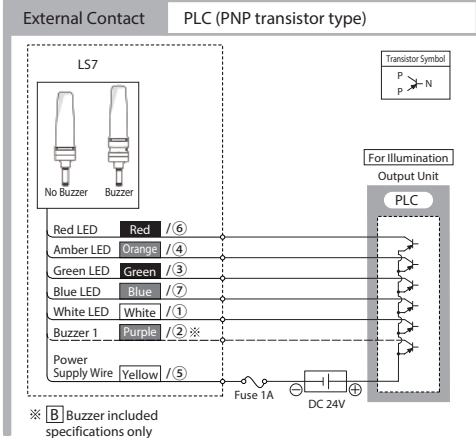 External Contact PLC (PNP transistor type)
Transistor Symbol
P
P
N
LS7
No Buzzer Buzzer
For Illumination
Output Unit
PLC
Red LED Red /⑥
Amber LED Orange /④
Green LED Green /③
Blue LED Blue /⑦
White LED White /①
Buzzer 1 Purple /② ※
Power
Supply Wire Yellow /⑤
Fuse 1A
⊖ ⊕
DC 24V
※ B Buzzer included
specifications only